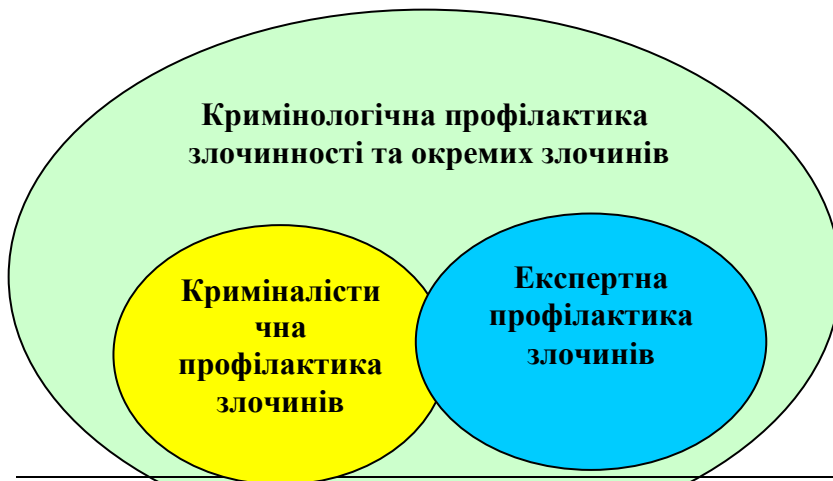 Кримінологічна профілактика
злочинності та окремих злочинів
Криміналісти
чна
профілактика
злочинів
Експертна
профілактика
злочинів